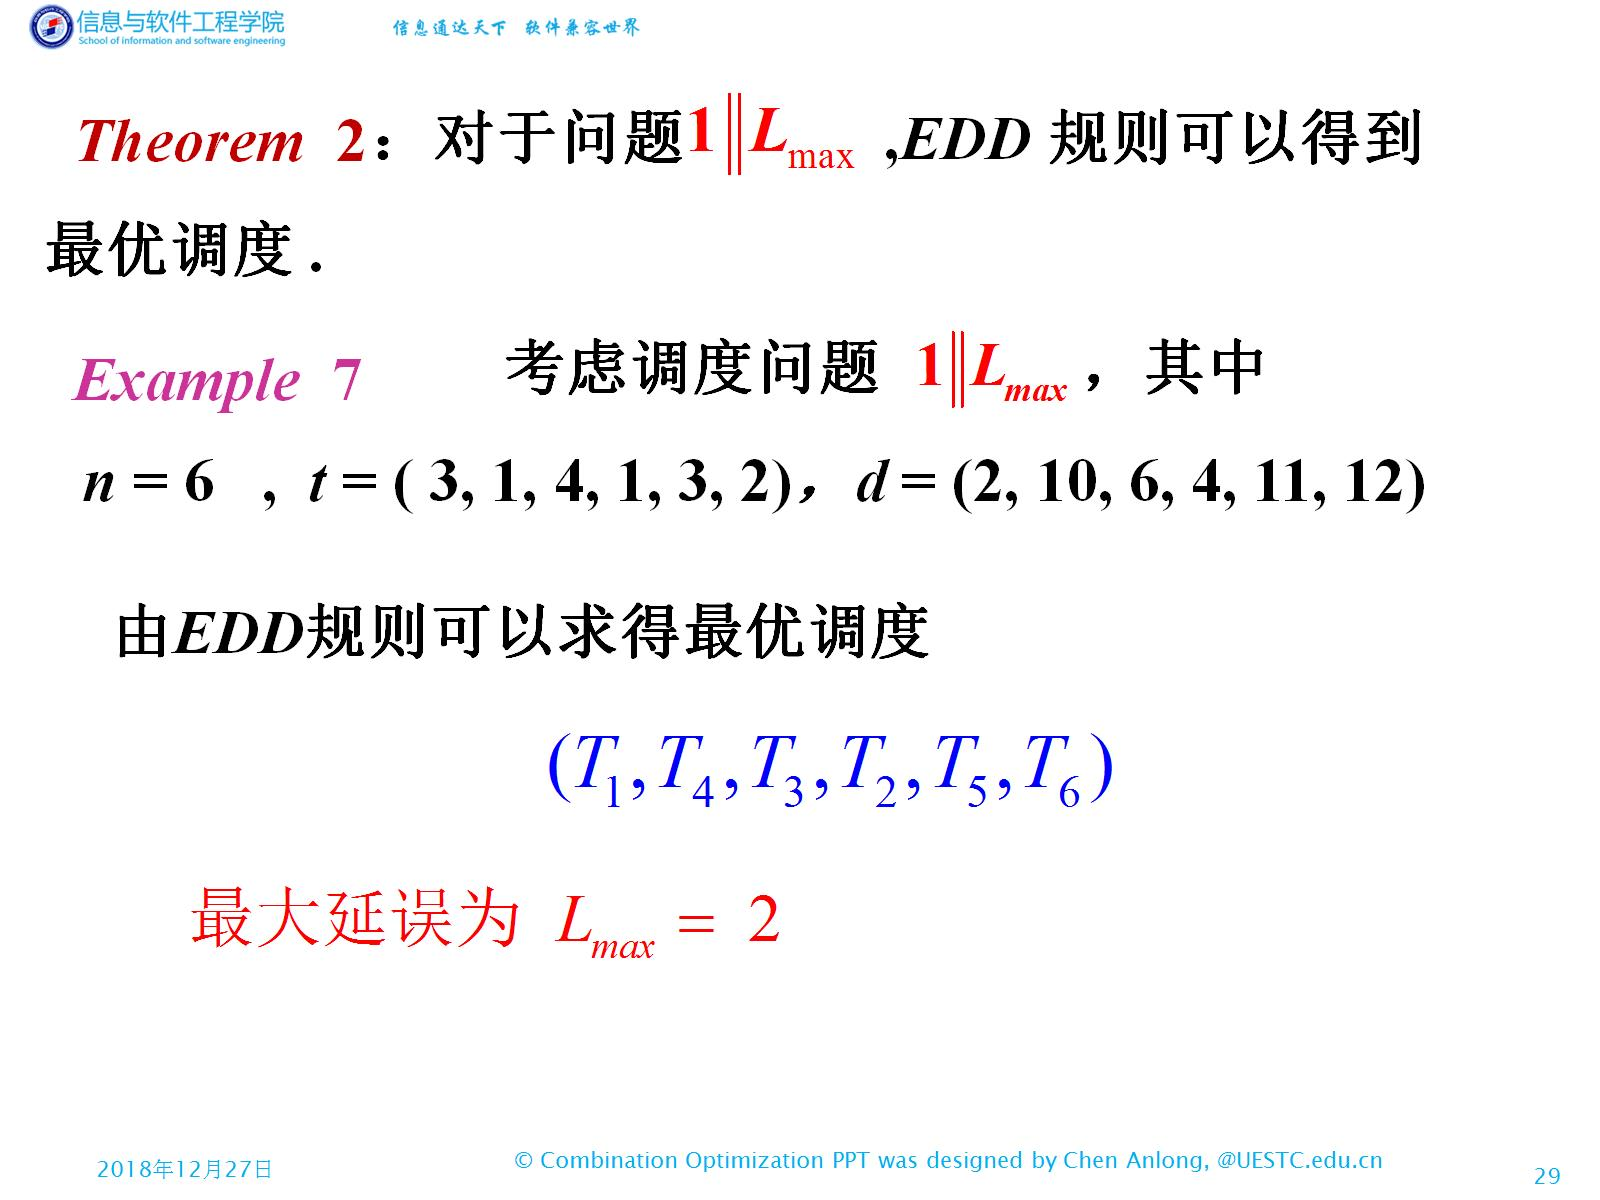 信息与软件工程学院
School of information and software engineering
信息通达天下 软件兼容世界
Theorem 2：对于问题1‖Lmax ,EDD 规则可以得到
最优调度 .
Example 7 考虑调度问题 1‖Lmax ，其中
n = 6 , t = ( 3, 1, 4, 1, 3, 2)，d = (2, 10, 6, 4, 11, 12)
由EDD规则可以求得最优调度
(T1,T4,T3,T2,T5,T6)
最大延误为 Lmax = 2
2018年12月27日
© Combination Optimization PPT was designed by Chen Anlong, @UESTC.edu.cn
29